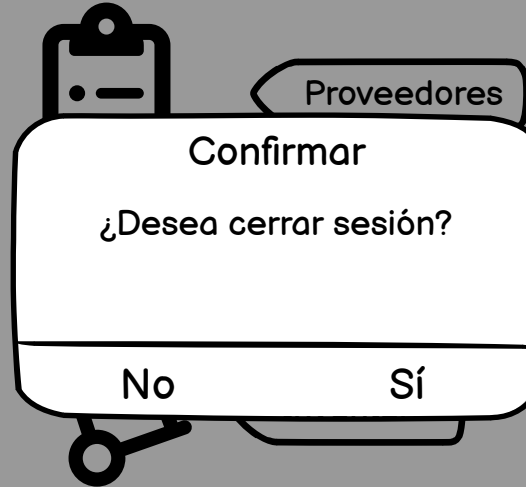 Proveedores
Confirmar
¿Desea cerrar sesión?
No
Sí